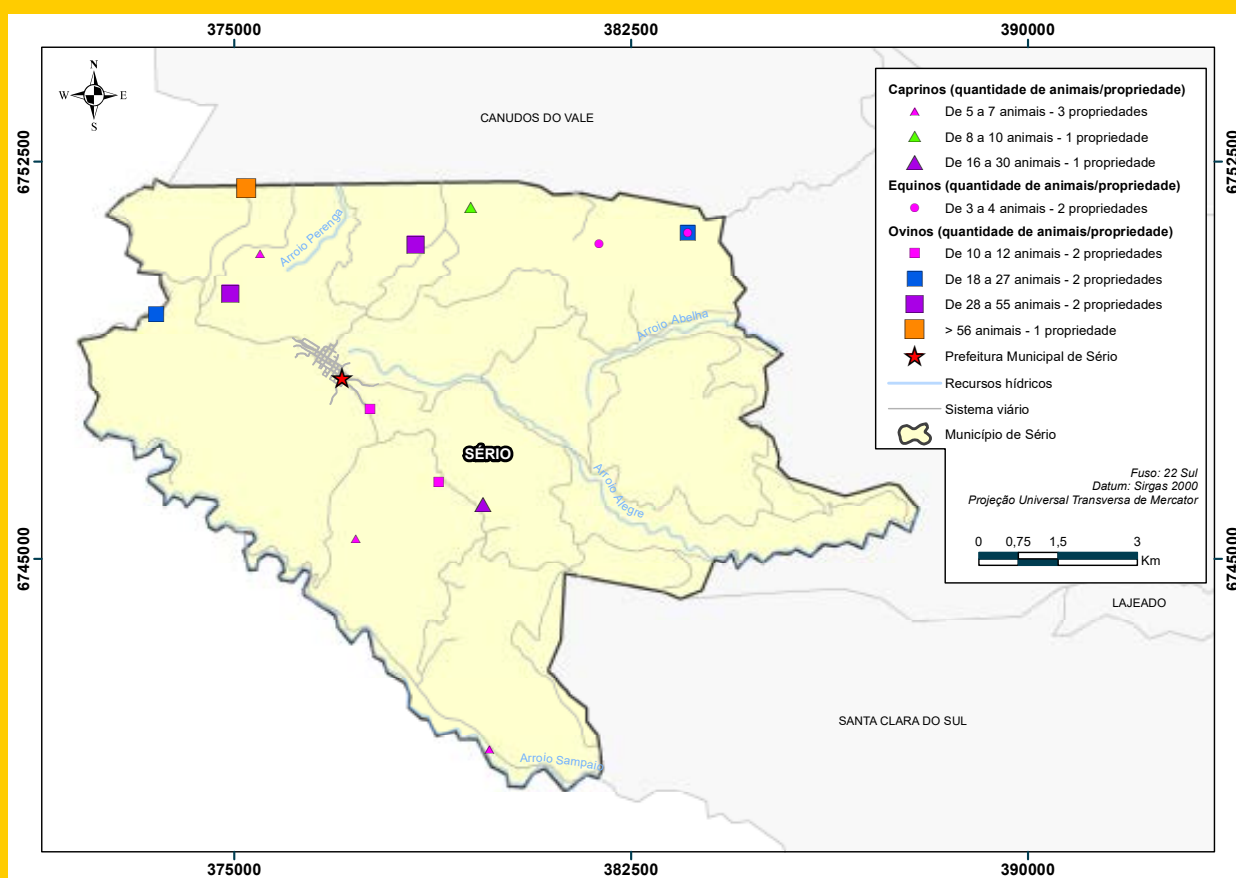 375000
382500
390000
N
W
E
S
CANUDOS DO VALE
6752500
6752500
Caprinos (quantidade de animais/propriedade)
De 5 a 7 animais - 3 propriedades
De 8 a 10 animais - 1 propriedade
De 16 a 30 animais - 1 propriedade
Equinos (quantidade de animais/propriedade)
De 3 a 4 animais - 2 propriedades
Ovinos (quantidade de animais/propriedade)
De 10 a 12 animais - 2 propriedades
De 18 a 27 animais - 2 propriedades
De 28 a 55 animais - 2 propriedades
> 56 animais - 1 propriedade
Prefeitura Municipal de Sério
Recursos hídricos
Sistema viário
Município de Sério
Fuso: 22 Sul
Datum: Sirgas 2000
Projeção Universal Transversa de Mercator
0 0,75 1,5 3
Km
Arroio Perenga
Arroio Abelha
SÉRIO
Arroio Alegre
6745000
6745000
LAJEADO
SANTA CLARA DO SUL
Arroio Sampaio
375000
382500
390000